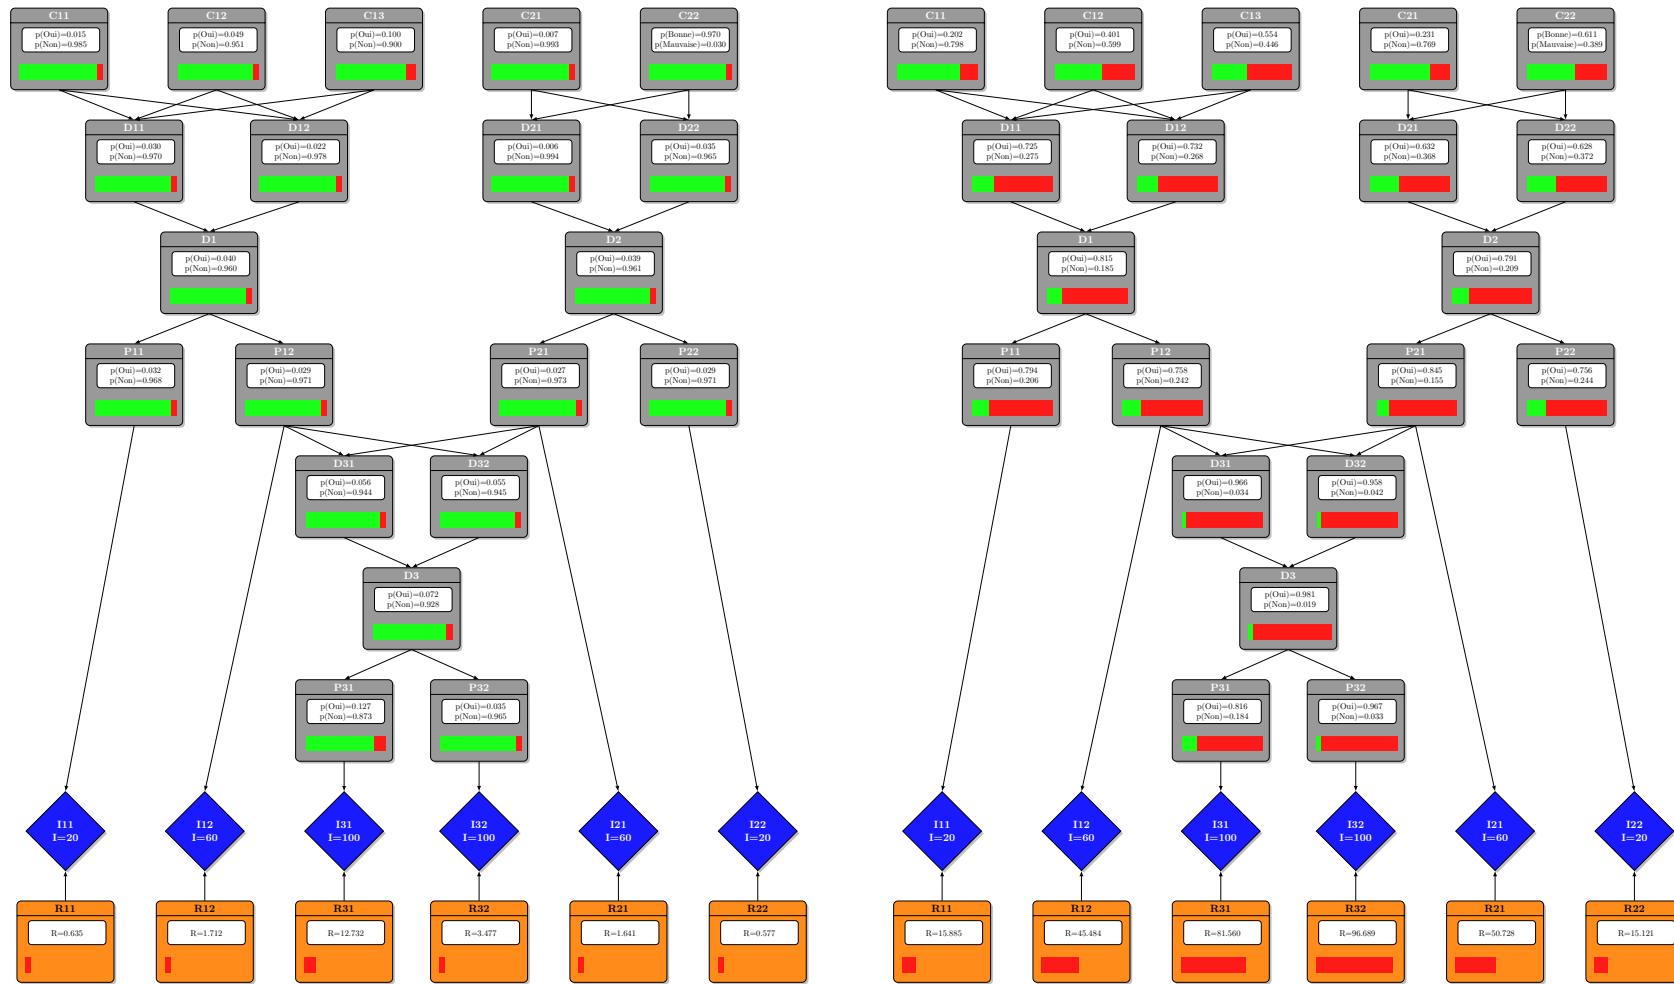 C11
p(Oui)=0.015
p(Non)=0.985
C12
p(Oui)=0.049
p(Non)=0.951
C13
p(Oui)=0.100
p(Non)=0.900
C21
p(Oui)=0.007
p(Non)=0.993
C22
p(Bonne)=0.970
p(Mauvaise)=0.030
D11
p(Oui)=0.030
p(Non)=0.970
D12
p(Oui)=0.022
p(Non)=0.978
D21
p(Oui)=0.006
p(Non)=0.994
D22
p(Oui)=0.035
p(Non)=0.965
D1
p(Oui)=0.040
p(Non)=0.960
D2
p(Oui)=0.039
p(Non)=0.961
P11
p(Oui)=0.032
p(Non)=0.968
P12
p(Oui)=0.029
p(Non)=0.971
P21
p(Oui)=0.027
p(Non)=0.973
P22
p(Oui)=0.029
p(Non)=0.971
D31
p(Oui)=0.056
p(Non)=0.944
D32
p(Oui)=0.055
p(Non)=0.945
D3
p(Oui)=0.072
p(Non)=0.928
P31
p(Oui)=0.127
p(Non)=0.873
P32
p(Oui)=0.035
p(Non)=0.965
I11
I=20
I12
I=60
I31
I=100
I32
I=100
I21
I=60
I22
I=20
R11
R=0.635
R12
R=1.712
R31
R=12.732
R32
R=3.477
R21
R=1.641
R22
R=0.577
C11
p(Oui)=0.202
p(Non)=0.798
C12
p(Oui)=0.401
p(Non)=0.599
C13
p(Oui)=0.554
p(Non)=0.446
C21
p(Oui)=0.231
p(Non)=0.769
C22
p(Bonne)=0.611
p(Mauvaise)=0.389
D11
p(Oui)=0.725
p(Non)=0.275
D12
p(Oui)=0.732
p(Non)=0.268
D21
p(Oui)=0.632
p(Non)=0.368
D22
p(Oui)=0.628
p(Non)=0.372
D1
p(Oui)=0.815
p(Non)=0.185
D2
p(Oui)=0.791
p(Non)=0.209
P11
p(Oui)=0.794
p(Non)=0.206
P12
p(Oui)=0.758
p(Non)=0.242
P21
p(Oui)=0.845
p(Non)=0.155
P22
p(Oui)=0.756
p(Non)=0.244
D31
p(Oui)=0.966
p(Non)=0.034
D32
p(Oui)=0.958
p(Non)=0.042
D3
p(Oui)=0.981
p(Non)=0.019
P31
p(Oui)=0.816
p(Non)=0.184
P32
p(Oui)=0.967
p(Non)=0.033
I11
I=20
I12
I=60
I31
I=100
I32
I=100
I21
I=60
I22
I=20
R11
R=15.885
R12
R=45.484
R31
R=81.560
R32
R=96.689
R21
R=50.728
R22
R=15.121